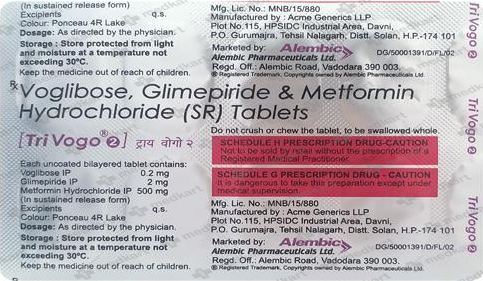 (In sustained release form)
Excipients q.s.
Colour: Ponceau 4R Lake
Dosage: As directed by the physician.
Storage : Store protected from light
and moisture at a temperature not
exceeding 30ºC.
Keep the medicine out of reach of children.
Mfg. Lic. No.: MNB/15/880
Manufactured by : Acme Generics LLP
Plot No.115, HPSIDC Industrial Area, Davni,
P.O. Gurumajra, Tehsil Nalagarh, Distt. Solan, H.P.-174 101
Marketed by: Alembic
Alembic Pharmaceuticals Ltd.
DG/50001391/D/FL/02
Regd. Off.: Alembic Road, Vadodara 390 003.
® Registered Trademark, Copyrights owned by Alembic Pharmaceuticals Ltd.
TriVogo®2
Rx
Voglibose, Glimepiride & Metformin
Hydrochloride (SR) Tablets
[TriVogo®2] ट्राय वोगो २
Do not crush or chew the tablet, to be swallowed whole.
SCHEDULE H PRESCRIPTION DRUG-CAUTION
Not to be sold by retail without the prescription of a
Registered Medical Practitioner.
SCHEDULE G PRESCRIPTION DRUG - CAUTION
It is dangerous to take this preparation except under
medical supervision.
Each uncoated bilayered tablet contains:
Voglibose IP 0.2 mg
Glimepiride IP 2 mg
Metformin Hydrochloride IP 500 mg
(In sustained release form)
Excipients q.s.
Colour: Ponceau 4R Lake
Dosage: As directed by the physician.
Storage : Store protected from light
and moisture at a temperature not
exceeding 30ºC.
Keep the medicine out of reach of children.
Mfg. Lic. No.: MNB/15/880
Manufactured by : Acme Generics LLP
Plot No.115, HPSIDC Industrial Area, Davni,
P.O. Gurumajra, Tehsil Nalagarh, Distt. Solan, H.P.-174 101
Marketed by: Alembic
Alembic Pharmaceuticals Ltd.
DG/50001391/D/FL/02
Regd. Off.: Alembic Road, Vadodara 390 003.
® Registered Trademark, Copyrights owned by Alembic Pharmaceuticals Ltd.
TriVogo®2